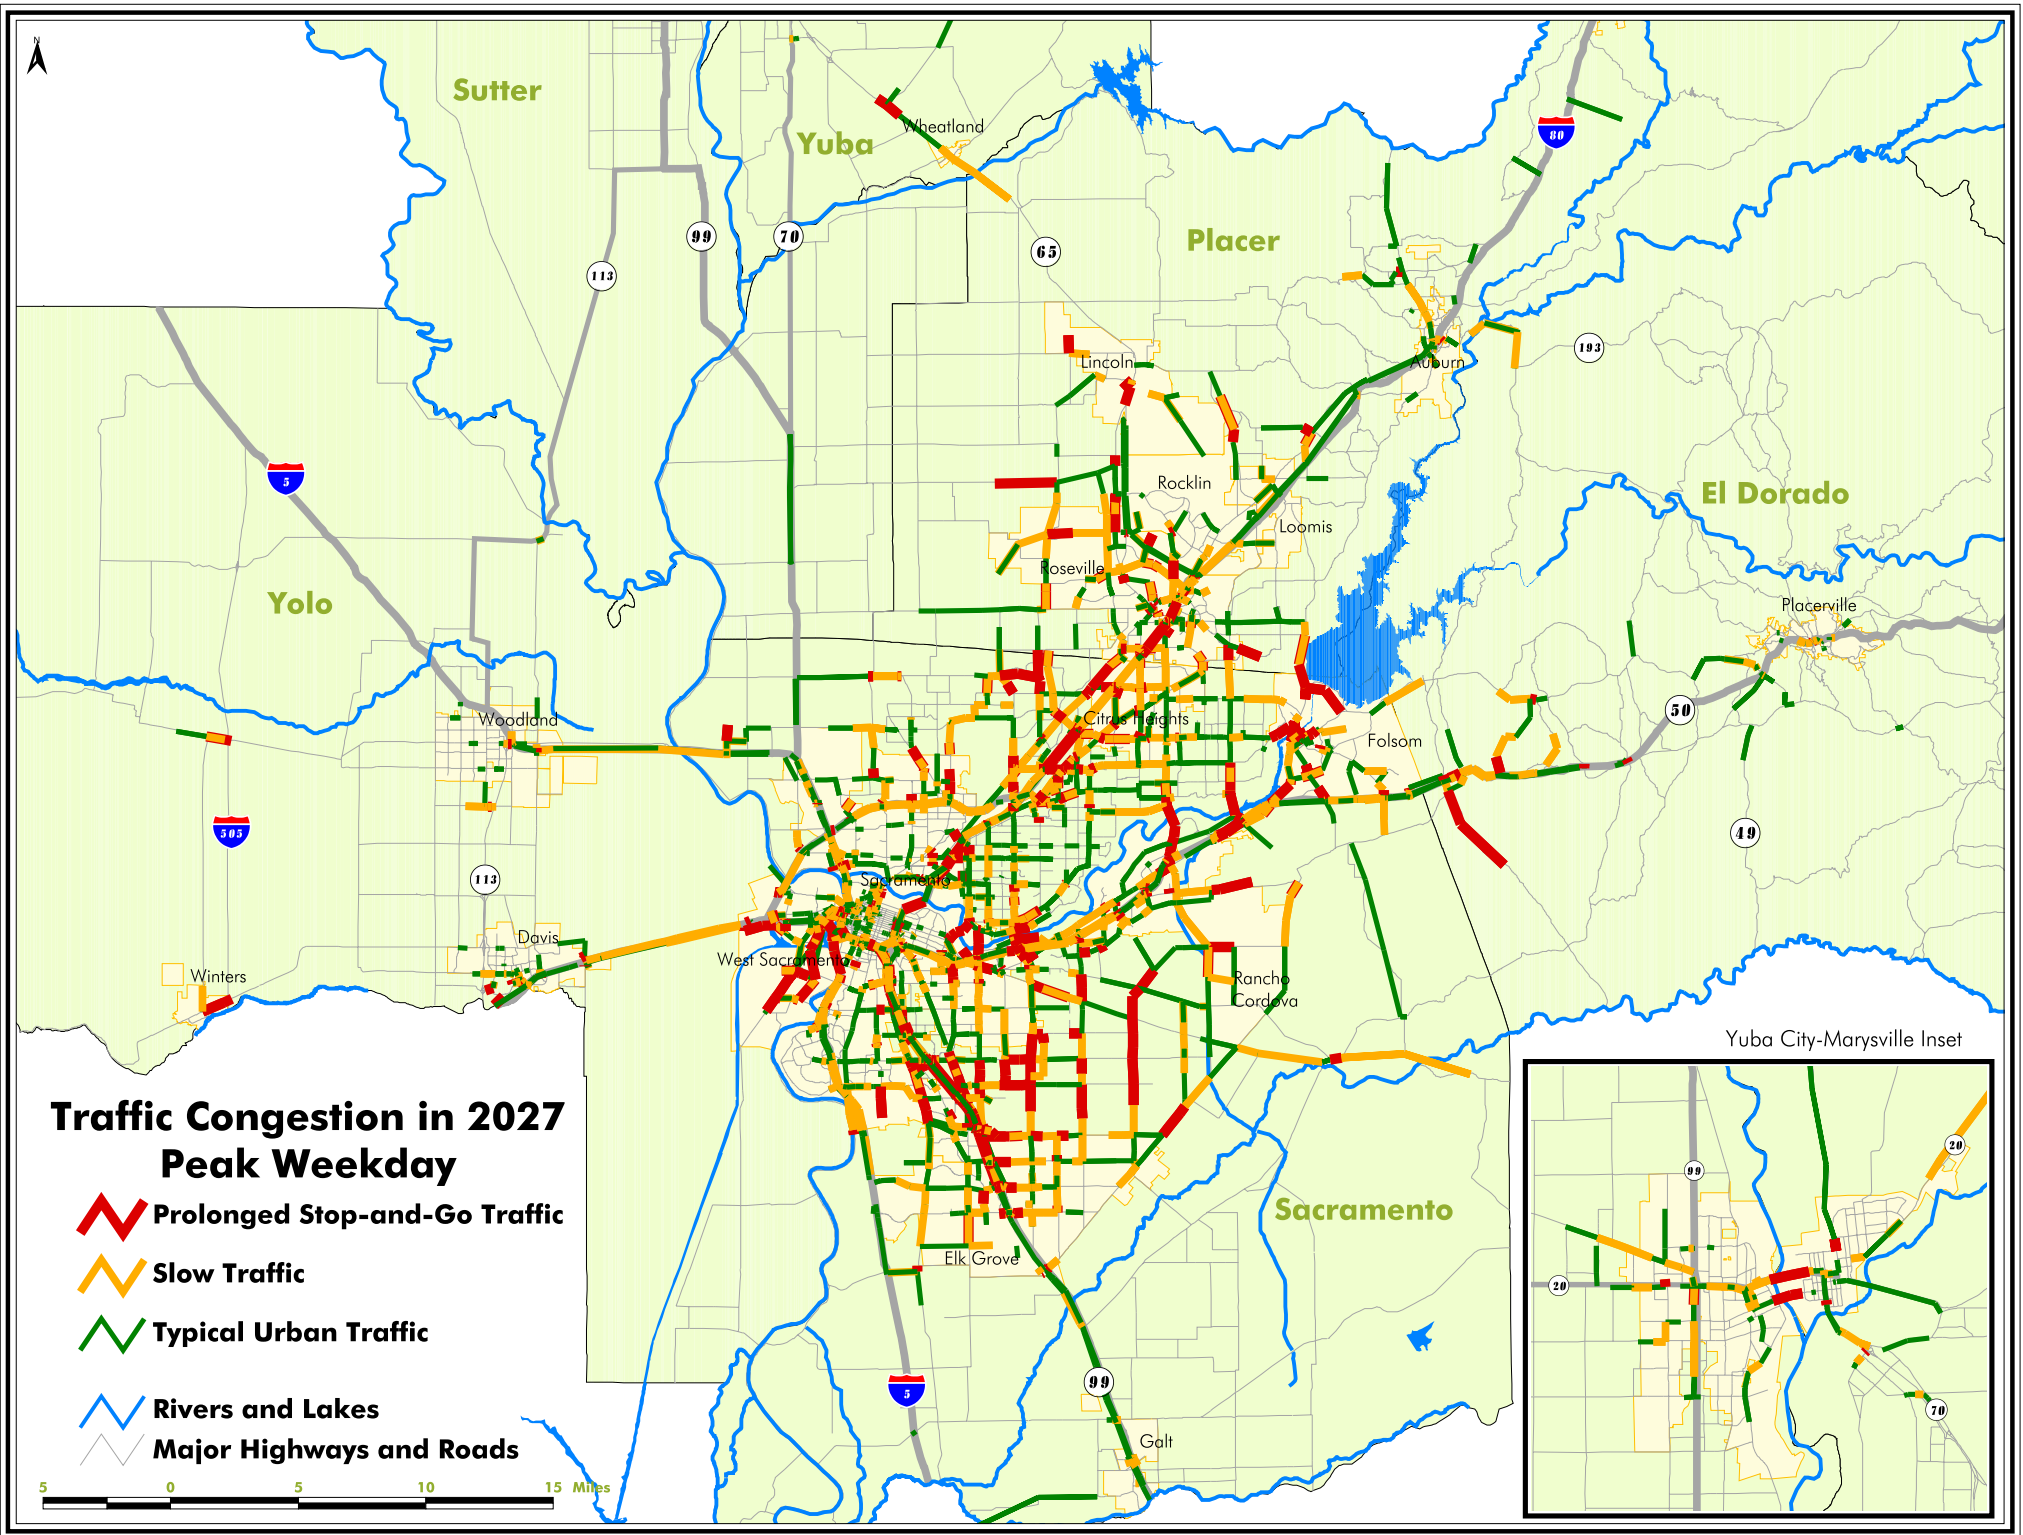 N
Sutter
Yuba
Wheatland
80
99
70
65
Placer
113
193
Lincoln
Auburn
5
Rocklin
El Dorado
Loomis
Roseville
Yolo
Placerville
50
Woodland
Citrus Heights
Folsom
505
49
113
Sacramento
Davis
West Sacramento
Winters
Rancho
Cordova
Yuba City-Marysville Inset
Traffic Congestion in 2027
Peak Weekday
Prolonged Stop-and-Go Traffic
Slow Traffic
Typical Urban Traffic
Rivers and Lakes
Major Highways and Roads
5 0 5 10 15 Miles
Sacramento
Elk Grove
5
99
Galt
20
99
20
70